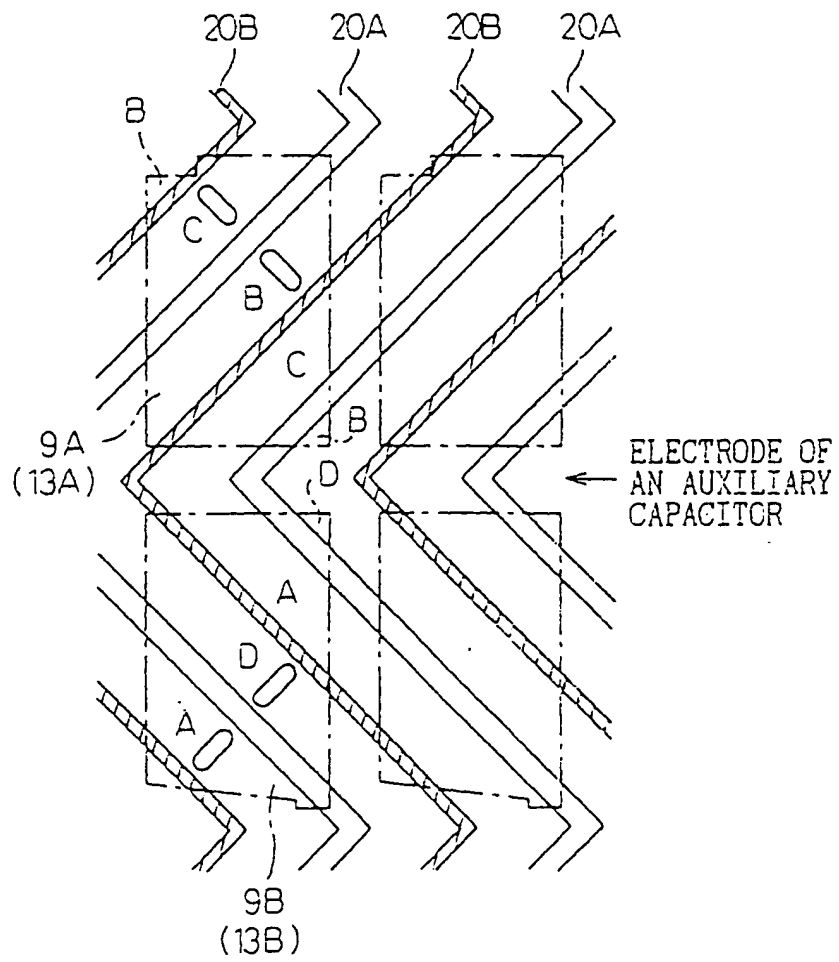 20B 20A 20B 20A
B
C
B
C
9A
(13A)
B
D
ELECTRODE OF
AN AUXILIARY
CAPACITOR
A
D
A
9B
(13B)